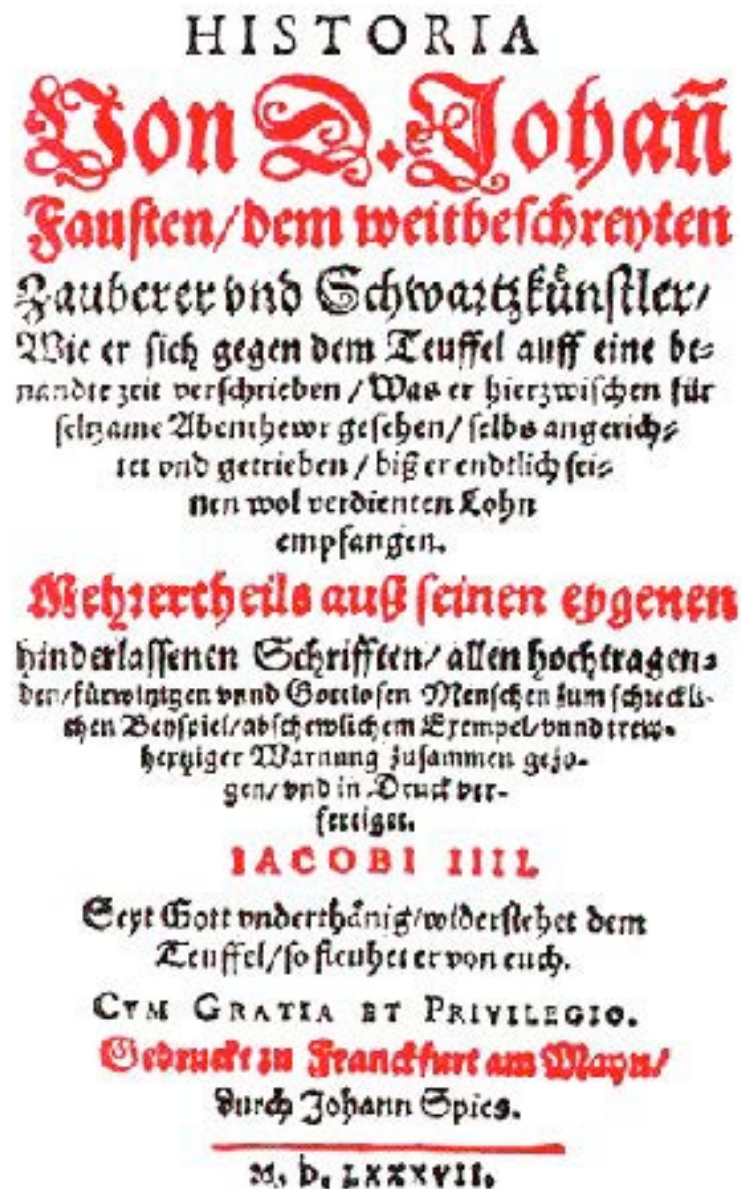 HISTORIA
Von D. Johañ
Fausten/dem weitbeschreyten
Zauberer vnd Schwartzkünstler/
Wie er sich gegen dem Teuffel auff eine be=
nandte zeit verschrieben / Was er hierzwischen für
seltzame Abenthewr gesehen / selbs angerich=
tet vnd getrieben / biß er endtlich sei=
nen wol verdienten Lohn
empfangen.
Mehrertheils auß seinen eygenen
hinderlassenen Schrifften/ allen hochtragen=
den/fürwitzigen vnnd Gottlosen Menschen zum schreckli-
chen Beyspiel/abschewlichem Exempel/vnnd trew-
hertziger Warnung zusammen gezo-
gen/ vnd in Druck ver-
fertiget.
IACOBI IIII.
Seyt Gott vnderthånig/widerstehet dem
Teuffel/so fleuhet er von euch.
CVM GRATIA ET PRIVILEGIO.
Gedruckt zu Franckfurt am Mayn/
durch Johann Spies.
M. D. LXXXVII.